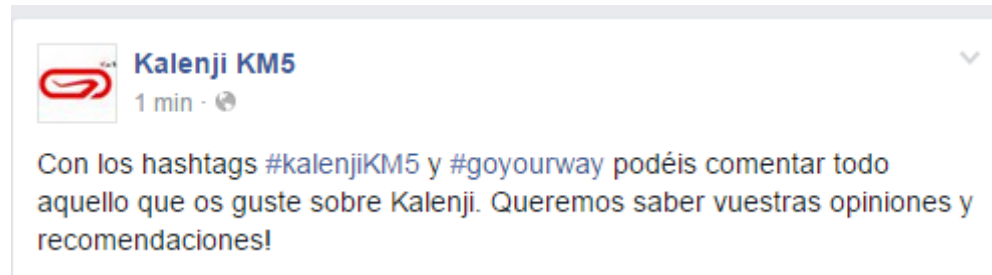 Kalenji KM5
1 min ·
Con los hashtags #kalenjiKM5 y #goyourway podéis comentar todo
aquello que os guste sobre Kalenji. Queremos saber vuestras opiniones y
recomendaciones!